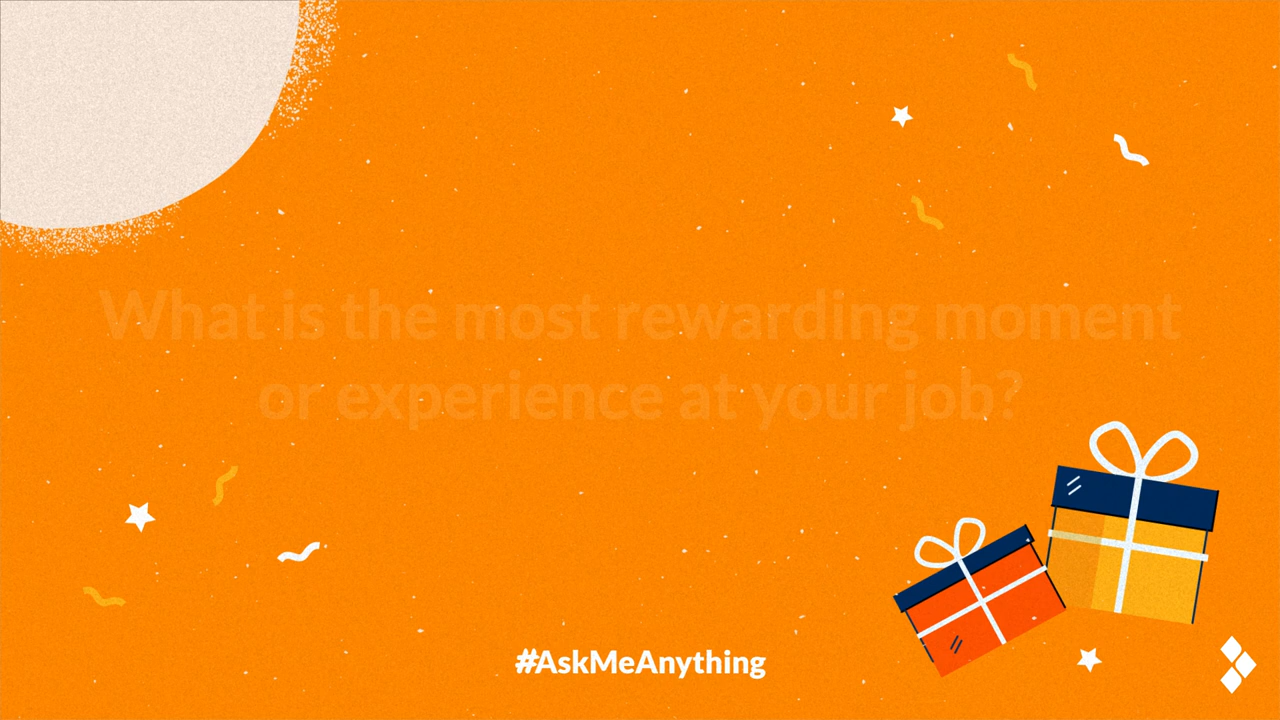 What is the most rewarding moment
or experience at your job?
#AskMeAnything